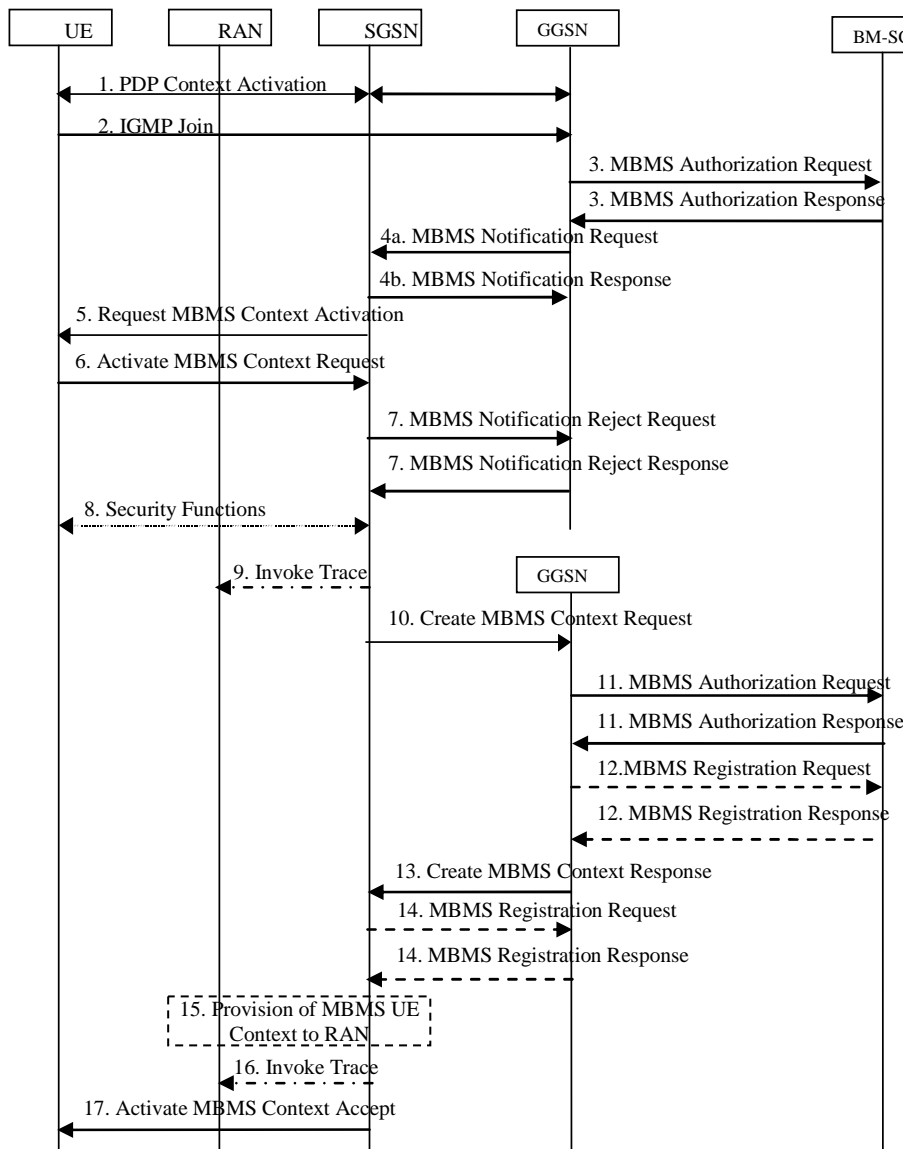 UE
RAN
SGSN
GGSN
BM-SC
1. PDP Context Activation
2. IGMP Join
3. MBMS Authorization Request
3. MBMS Authorization Response
4a. MBMS Notification Request
4b. MBMS Notification Response
5. Request MBMS Context Activation
6. Activate MBMS Context Request
7. MBMS Notification Reject Request
7. MBMS Notification Reject Response
8. Security Functions
9. Invoke Trace
GGSN
10. Create MBMS Context Request
11. MBMS Authorization Request
11. MBMS Authorization Response
12.MBMS Registration Request
12. MBMS Registration Response
13. Create MBMS Context Response
14. MBMS Registration Request
14. MBMS Registration Response
15. Provision of MBMS UE
Context to RAN
16. Invoke Trace
17. Activate MBMS Context Accept